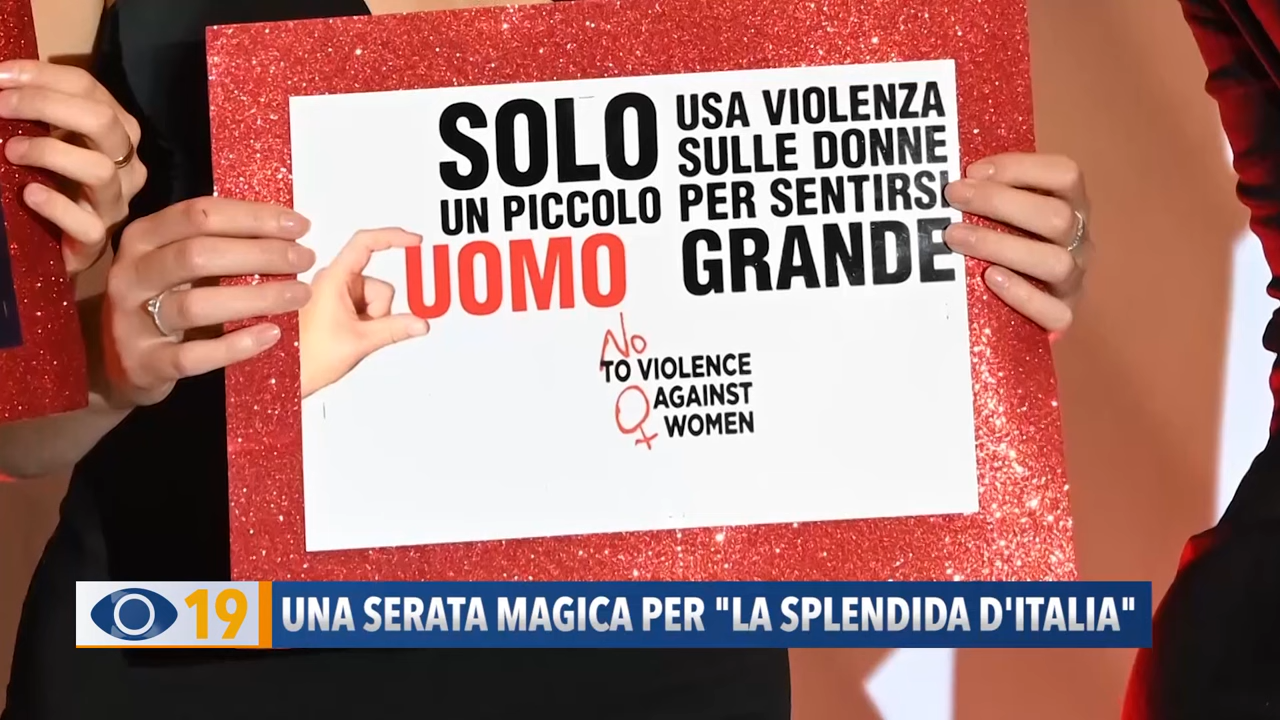 SOLO
UN PICCOLO
UOMO
USA VIOLENZA
SULLE DONNE
PER SENTIRSI
GRANDE
No
TO VIOLENCE
AGAINST
WOMEN
19
UNA SERATA MAGICA PER "LA SPLENDIDA D'ITALIA"